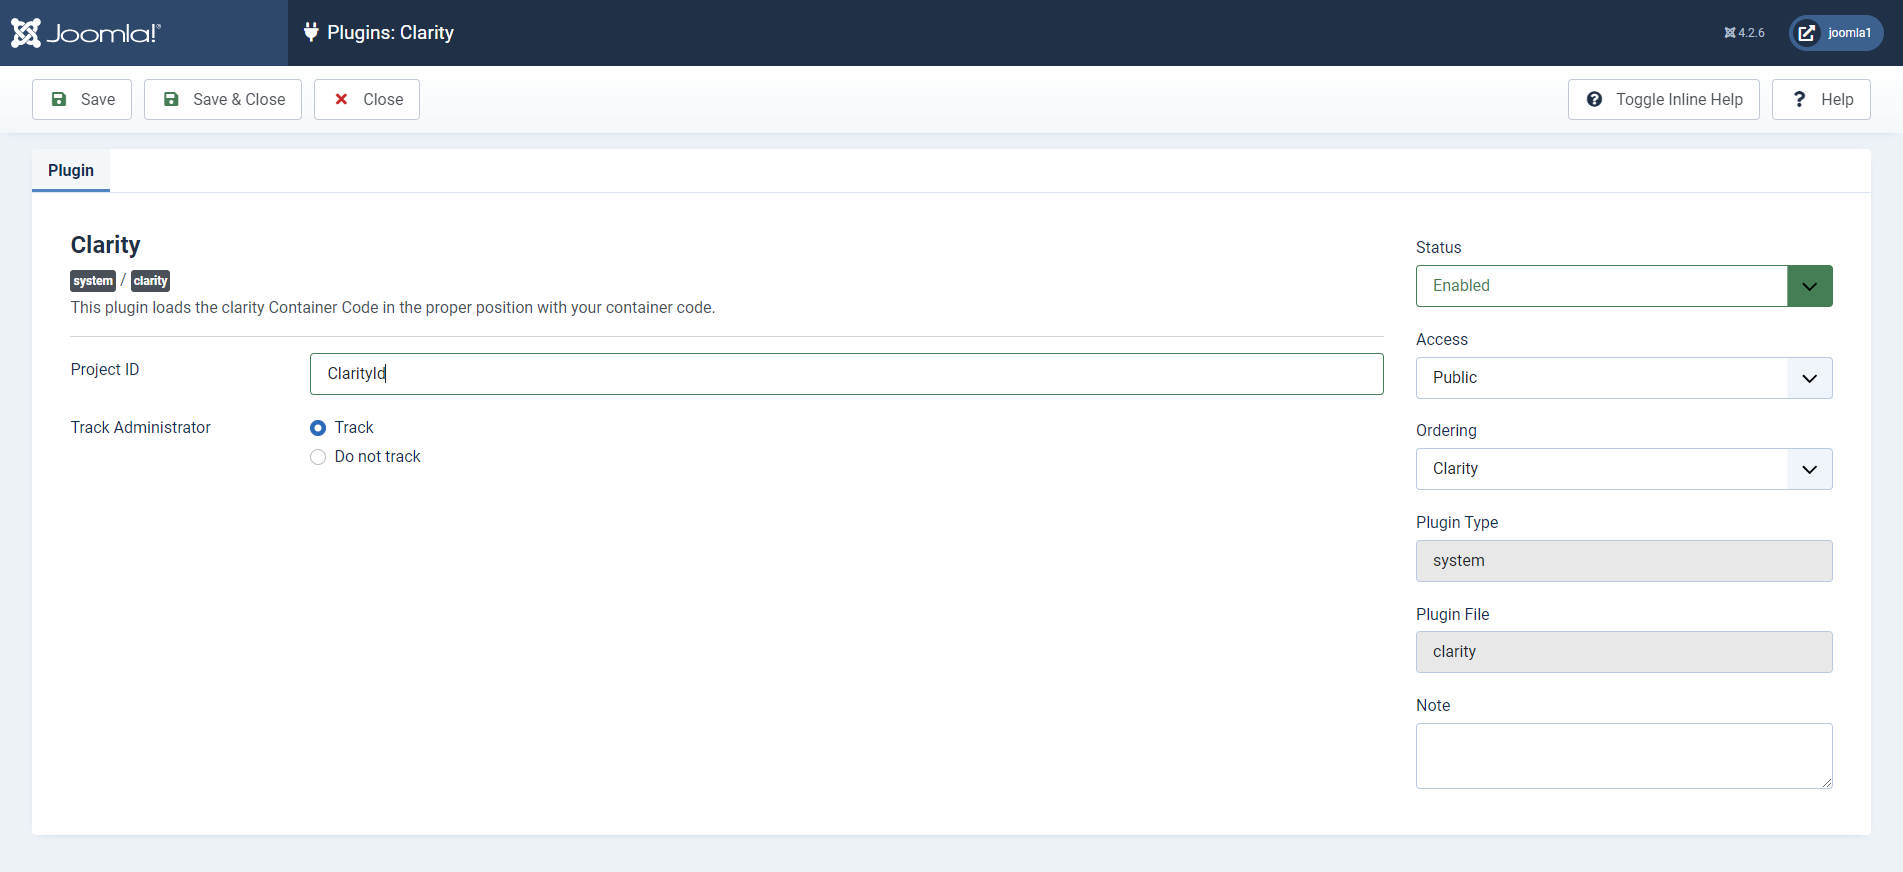 Joomla!® Plugins: Clarity 4.2.6 joomla1
Save Save & Close Close Toggle Inline Help Help
Plugin
Clarity
system / clarity
This plugin loads the clarity Container Code in the proper position with your container code.
Project ID ClarityId
Track Administrator Track
Do not track
Status
Enabled
Access
Public
Ordering
Clarity
Plugin Type
system
Plugin File
clarity
Note